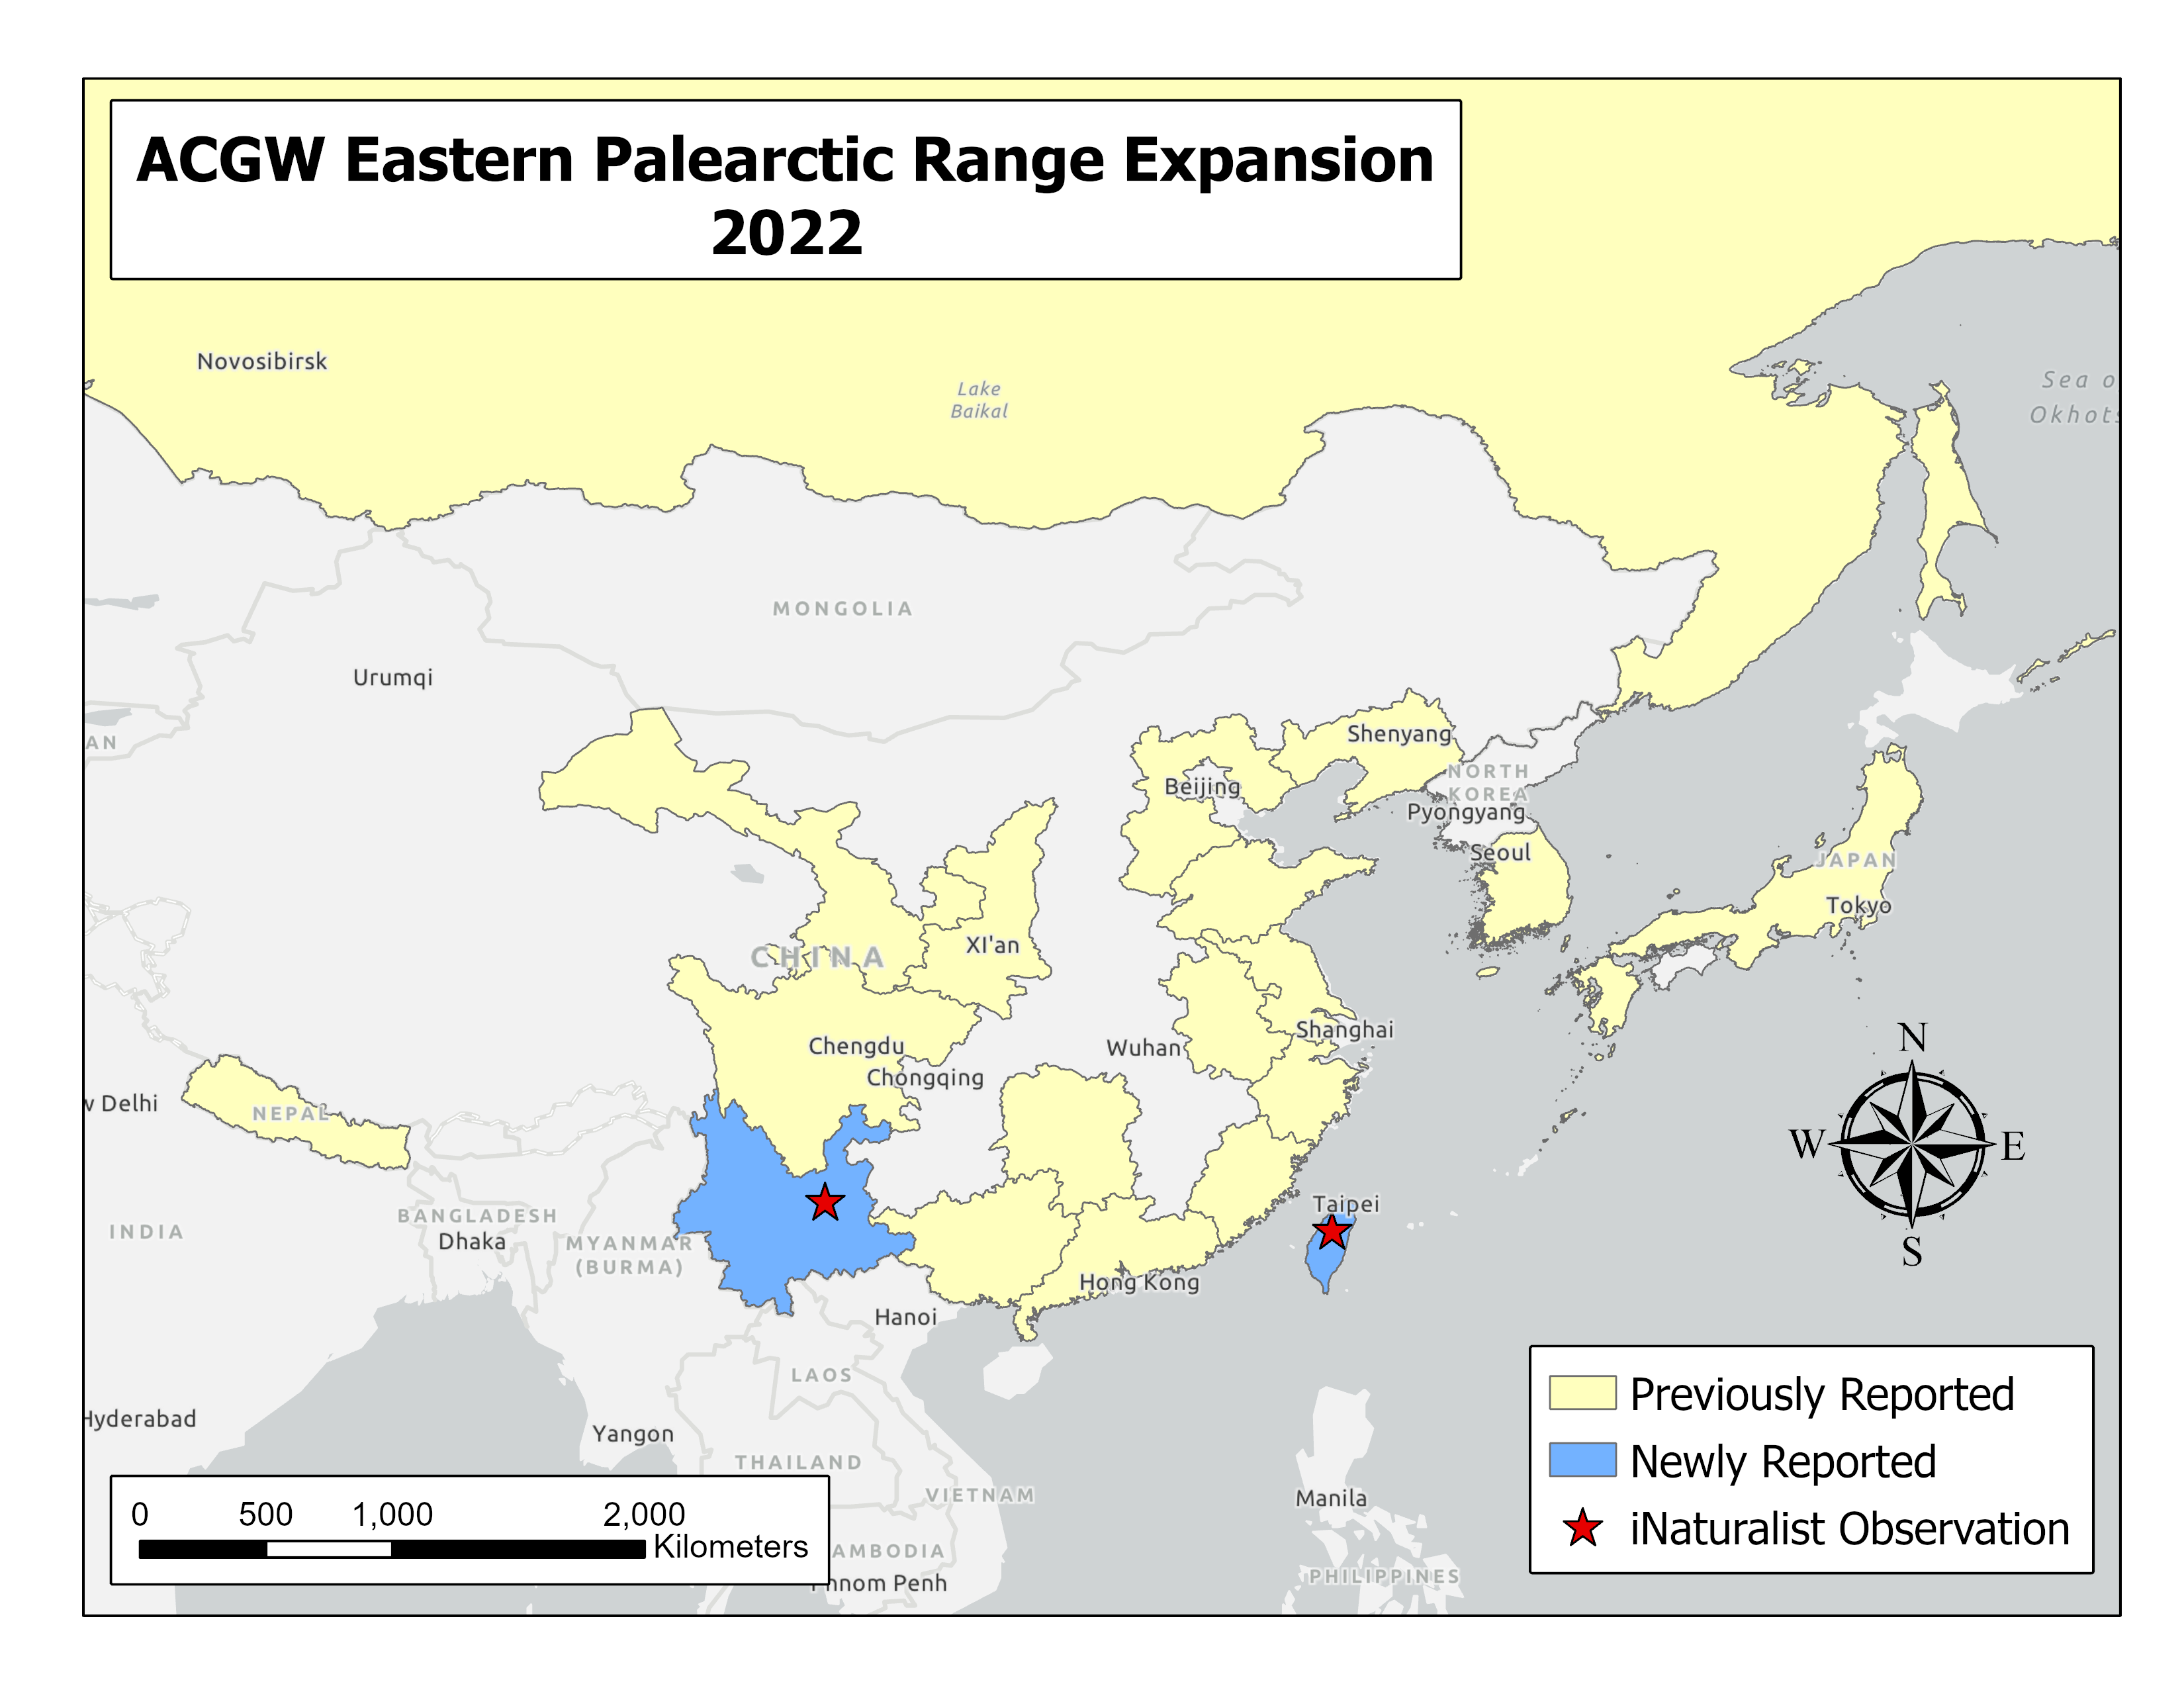 ACGW Eastern Palearctic Range Expansion
2022
Novosibirsk
Lake
Baikal
Sea o
Okhots
MONGOLIA
Urumqi
AN
Shenyang
Beijing
NORTH
KOREA
Pyongyang
Seoul
JAPAN
Tokyo
XI'an
CHINA
Shanghai
Chengdu
Wuhan
Chongqing
w Delhi
NEPAL
N
W
E
S
Taipei
INDIA
BANGLADESH
Dhaka
MYANMAR
(BURMA)
Hong Kong
Hanoi
LAOS
Hyderabad
Yangon
THAILAND
VIETNAM
Manila
PHILIPPINES
AMBODIA
Phnom Penh
0 500 1,000 2,000
Kilometers
Previously Reported
Newly Reported
iNaturalist Observation